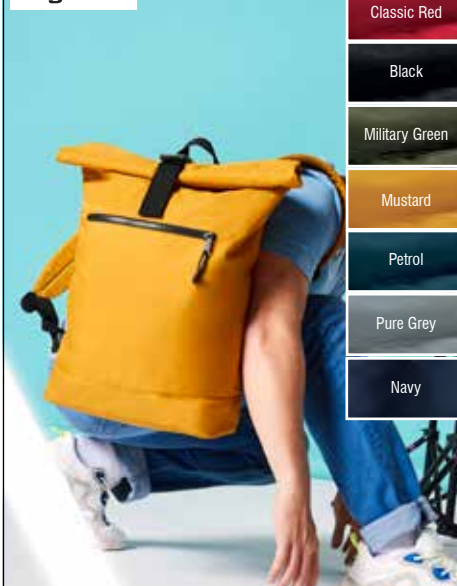 Classic Red
Black
Military Green
Mustard
Petrol
Pure Grey
Navy